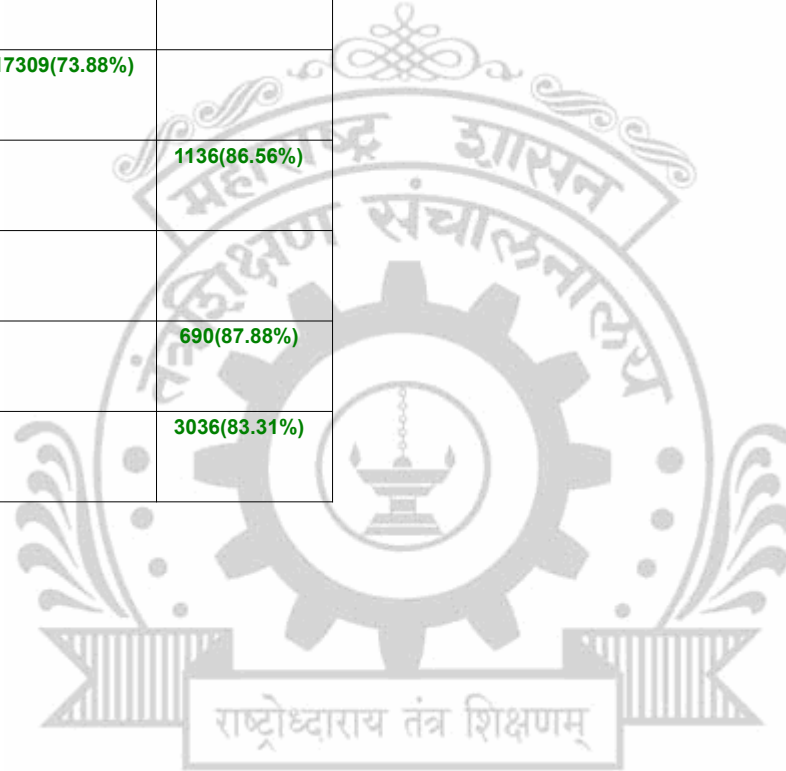 7309(73.88%)
महाराष्ट्र शासन
1136(86.56%)
तंत्रशिक्षण संचालनालय
690(87.88%)
3036(83.31%)
राष्ट्रोध्दाराय तंत्र शिक्षणम्